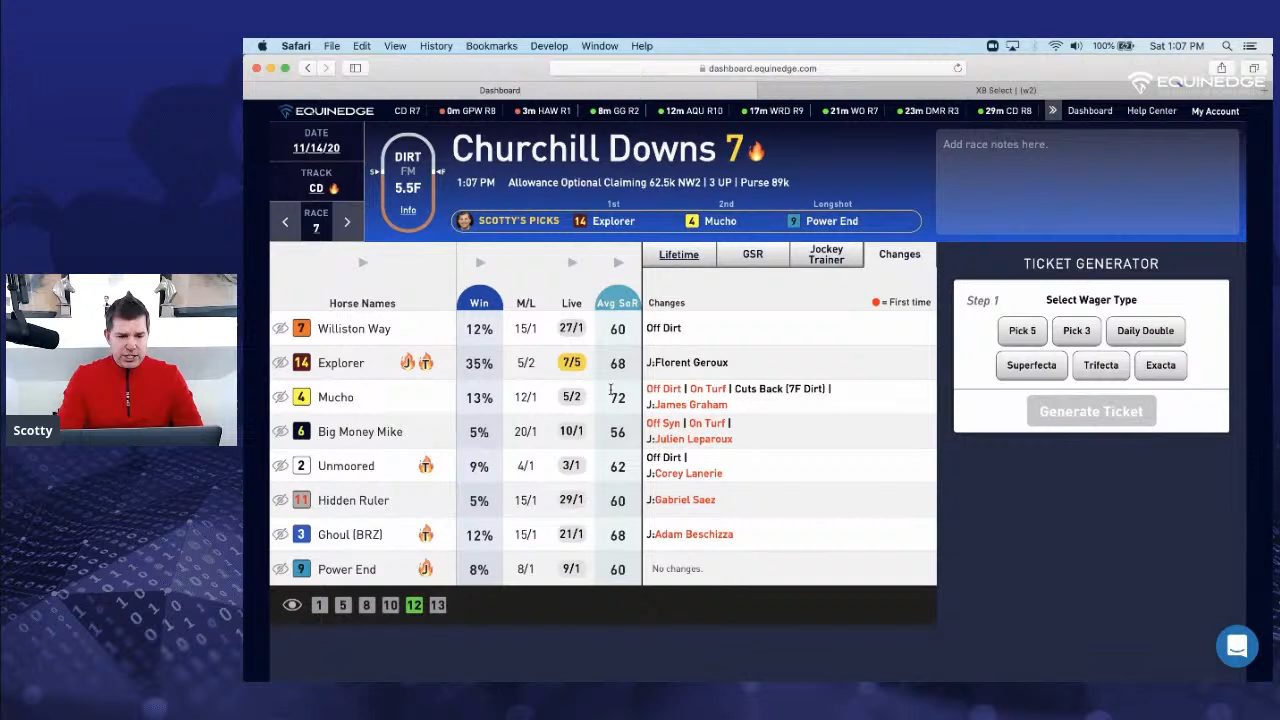 Safari File Edit View History Bookmarks Develop Window Help 100% Sat 1:07 PM
dashboard.equinedge.com
EQUINEDGE
Dashboard XB Select (w2)
EQUINEDGE CD R7 0m GPW R8 3m HAW R1 8m GG R2 12m AQU R10 17m WRD R9 21m WO R7 23m DMR R3 29m CD R8 Dashboard Help Center My Account
DATE
11/14/20
TRACK
CD
RACE
7
DIRT
FM
S F
5.5F
Info
Churchill Downs 7
1:07 PM Allowance Optional Claiming 62.5k NW2 | 3 UP | Purse 89k
1st 2nd Longshot
SCOTTY'S PICKS 14 Explorer 4 Mucho 9 Power End
Add race notes here.
Lifetime GSR Jockey Trainer Changes
Horse Names Win M/L Live Avg SoR Changes = First time
7 Williston Way 12% 15/1 27/1 60 Off Dirt
14 Explorer J T 35% 5/2 7/5 68 J:Florent Geroux
4 Mucho 13% 12/1 5/2 72 Off Dirt | On Turf | Cuts Back (7F Dirt) |
J:James Graham
6 Big Money Mike 5% 20/1 10/1 56 Off Syn | On Turf |
J:Julien Leparoux
2 Unmoored T 9% 4/1 3/1 62 Off Dirt |
J:Corey Lanerie
11 Hidden Ruler 5% 15/1 29/1 60 J:Gabriel Saez
3 Ghoul (BRZ) T 12% 15/1 21/1 68 J:Adam Beschizza
9 Power End J 8% 8/1 9/1 60 No changes.
1 5 8 10 12 13
TICKET GENERATOR
Step 1 Select Wager Type
Pick 5 Pick 3 Daily Double
Superfecta Trifecta Exacta
Generate Ticket
Scotty